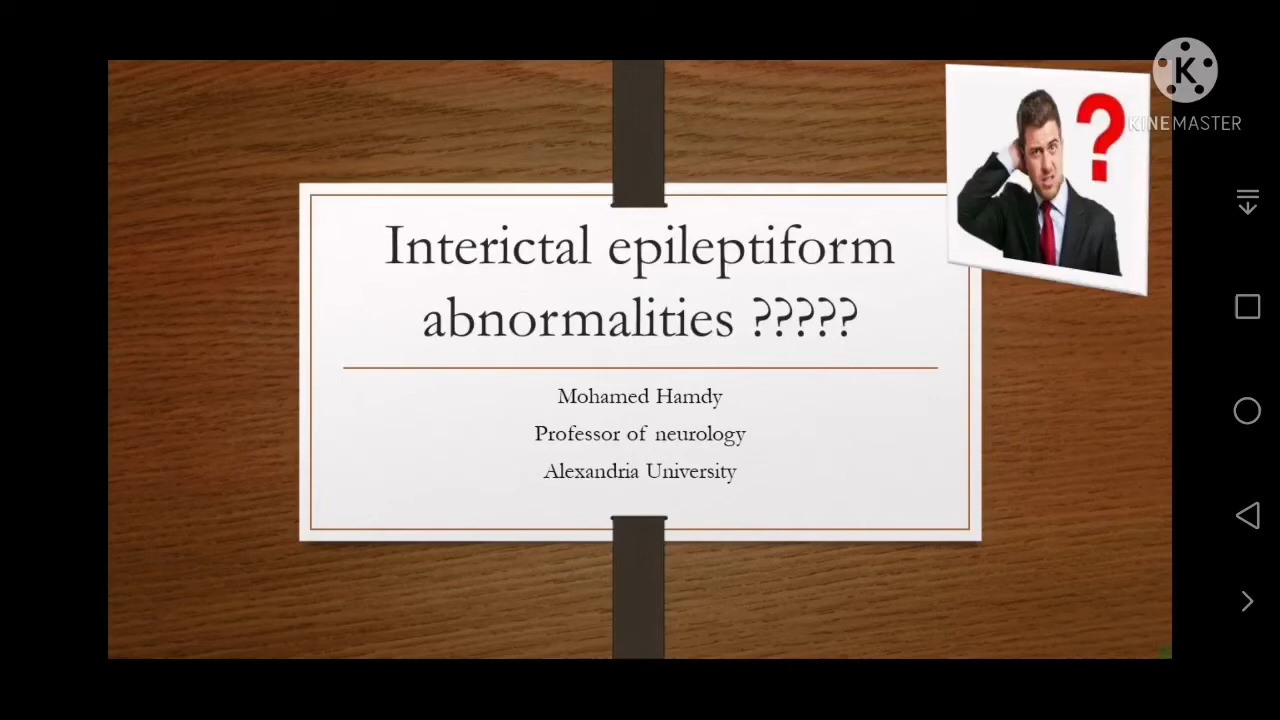 K
KINEMASTER
?
Interictal epileptiform
abnormalities ?????
Mohamed Hamdy
Professor of neurology
Alexandria University